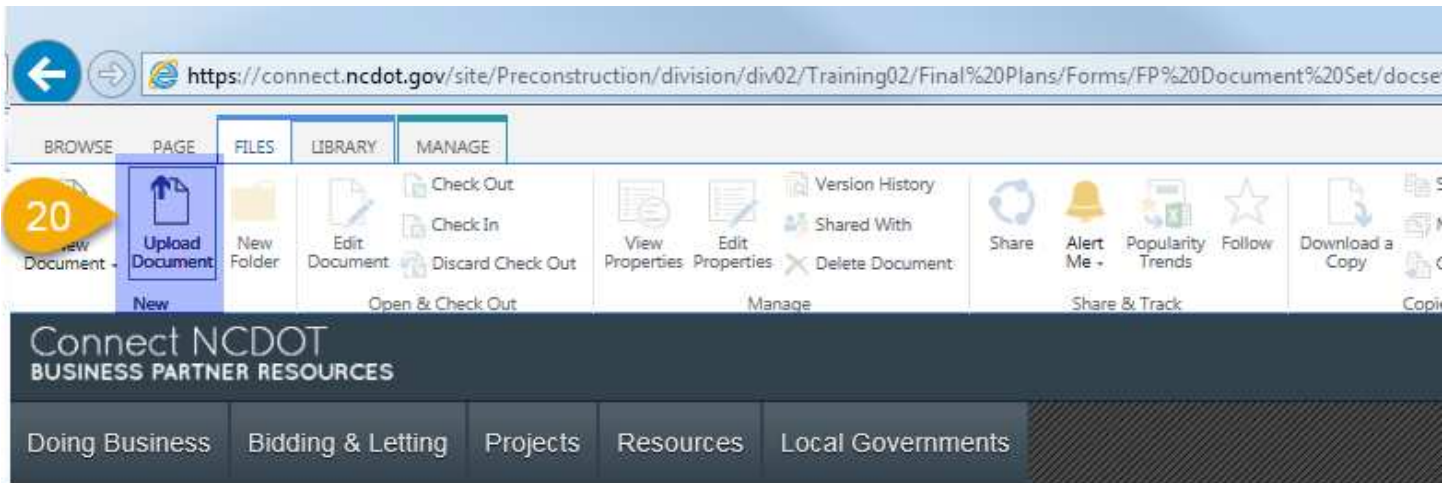 https://connect.ncdot.gov/site/Preconstruction/division/div02/Training02/Final%20Plans/Forms/FP%20Document%20Set/docse
BROWSE PAGE FILES LIBRARY MANAGE
20
New Document
Upload Document
New Folder
New
Edit Document
Check Out
Check In
Discard Check Out
Open & Check Out
View Properties
Edit Properties
Version History
Shared With
Delete Document
Manage
Share
Alert Me
Popularity Trends
Follow
Share & Track
Download a Copy
S
M
Copie
Connect NCDOT
BUSINESS PARTNER RESOURCES
Doing Business Bidding & Letting Projects Resources Local Governments